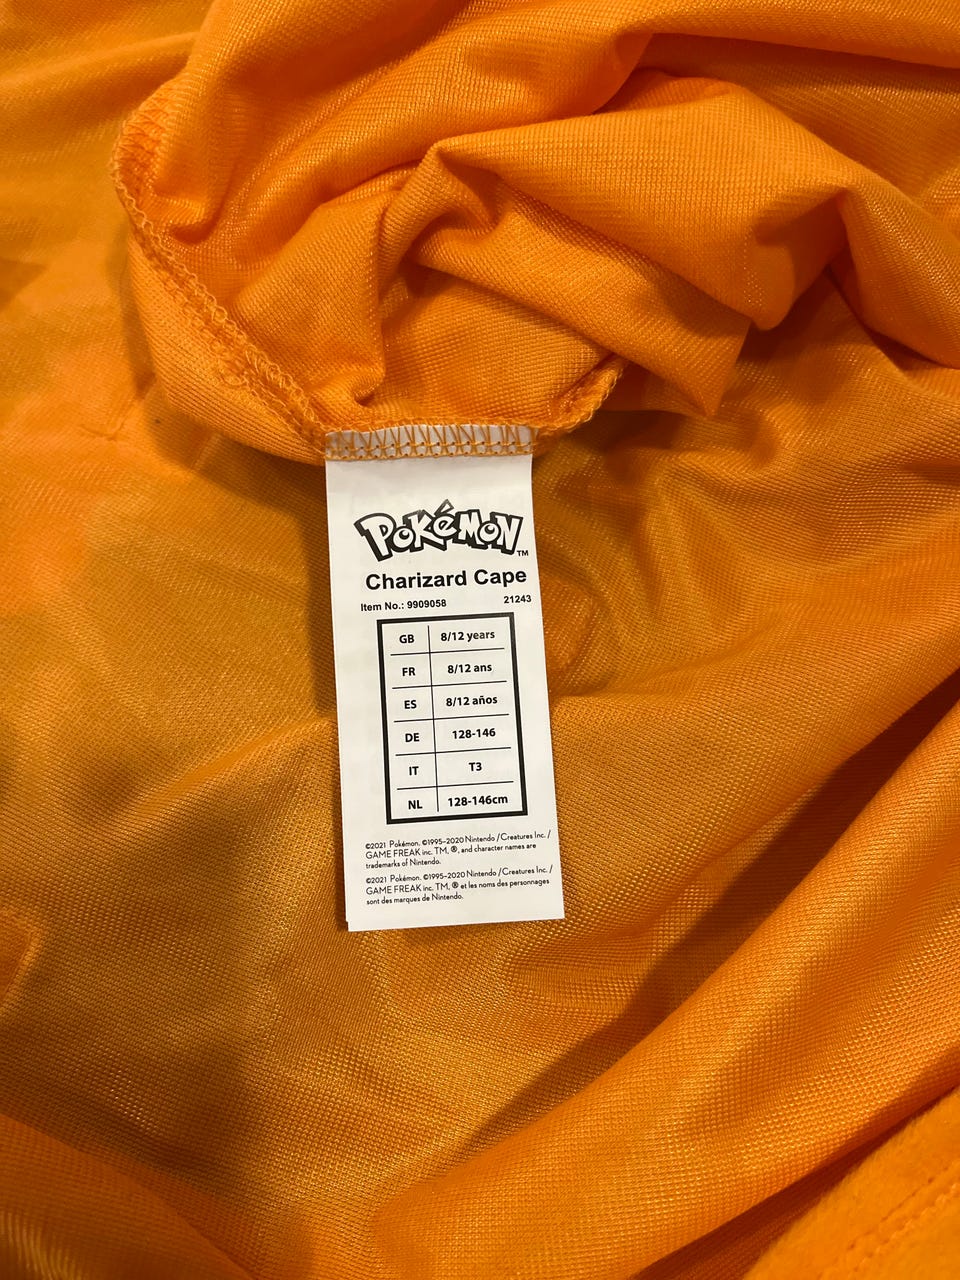 POKéMON™
Charizard Cape
Item No.: 9909058 21243
GB 8/12 years
FR 8/12 ans
ES 8/12 años
DE 128-146
IT T3
NL 128-146cm
©2021 Pokémon. ©1995–2020 Nintendo / Creatures Inc. /
GAME FREAK inc. TM, ®, and character names are
trademarks of Nintendo.
©2021 Pokémon. ©1995–2020 Nintendo / Creatures Inc. /
GAME FREAK inc. TM, ® et les noms des personnages
sont des marques de Nintendo.